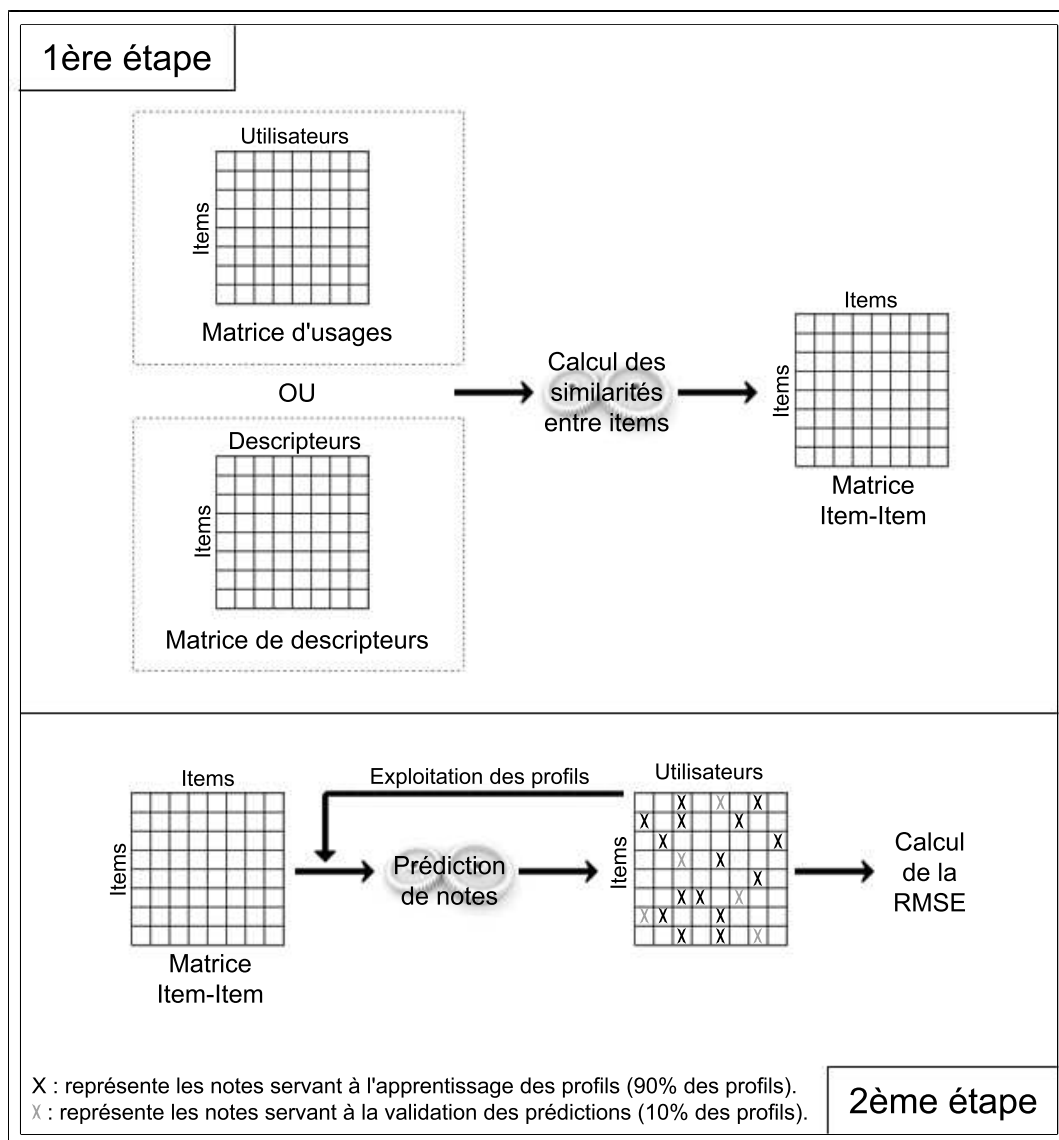 1ère étape
Utilisateurs
Items
Matrice d'usages
OU
Descripteurs
Items
Matrice de descripteurs
Calcul des
similarités
entre items
Items
Items
Matrice
Item-Item
Items
Items
Matrice
Item-Item
Exploitation des profils
Prédiction
de notes
Utilisateurs
Items
X X X
X X X
X X
X X
X
X X X
X X X
X X X
Calcul
de la
RMSE
X : représente les notes servant à l'apprentissage des profils (90% des profils).
X : représente les notes servant à la validation des prédictions (10% des profils).
2ème étape